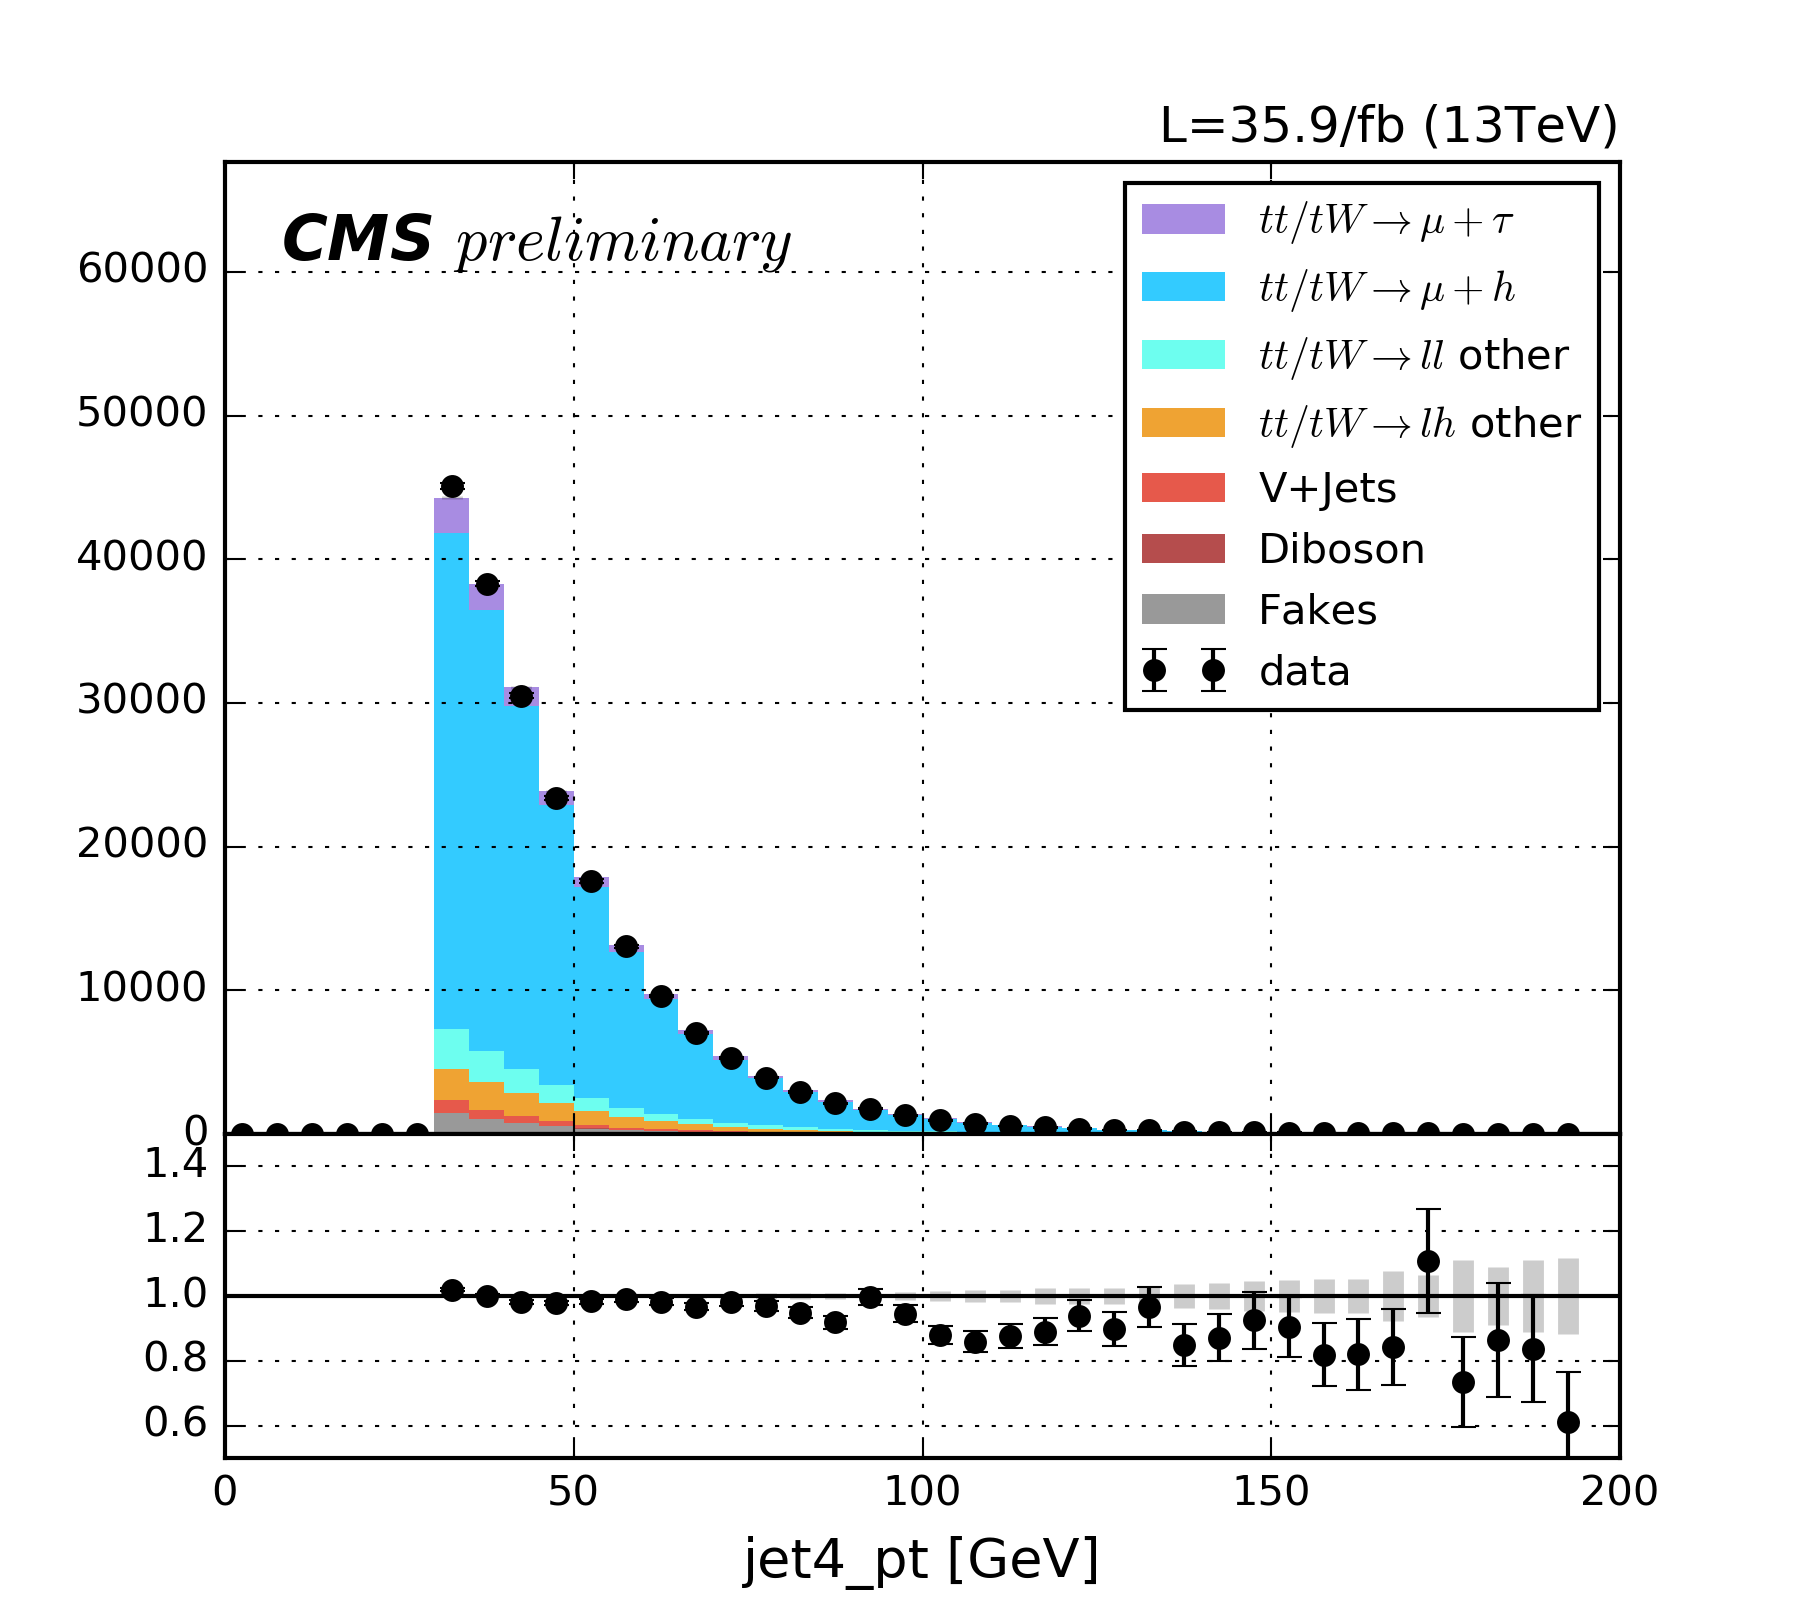 L=35.9/fb (13TeV)
CMS preliminary
tt/tW→μ+τ
tt/tW→μ+h
tt/tW→ll other
tt/tW→lh other
V+Jets
Diboson
Fakes
data
60000
50000
40000
30000
20000
10000
0
1.4
1.2
1.0
0.8
0.6
0 50 100 150 200
jet4_pt [GeV]